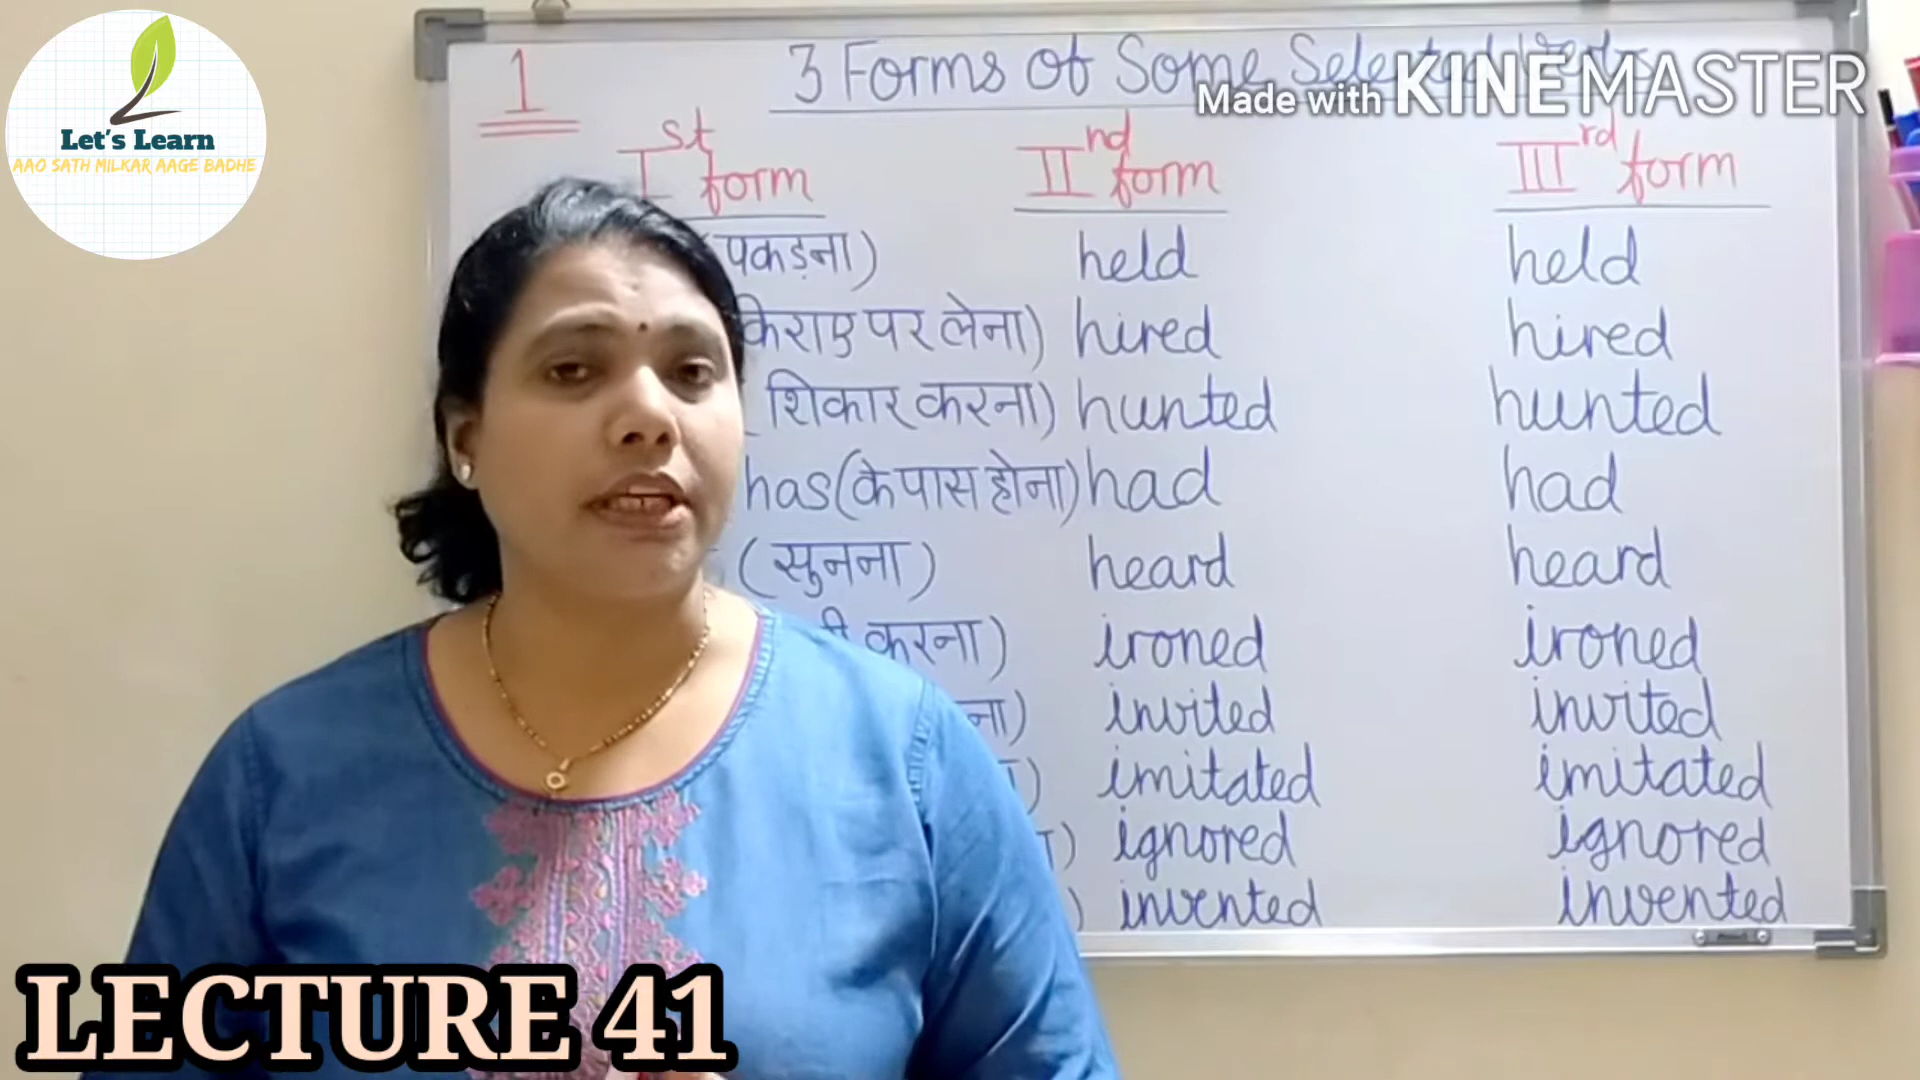 Let's Learn
AAO SATH MILKAR AAGE BADHE
1
3 Forms of Some Selected Verbs
Made with KINEMASTER
Ist form IInd form IIIrd form
(पकड़ना) held held
किराए पर लेना) hired hired
(शिकार करना) hunted hunted
has (के पास होना) had had
(सुनना) heard heard
करना) ironed ironed
ना) invited invited
) imitated imitated
) ignored ignored
) invented invented
LECTURE 41